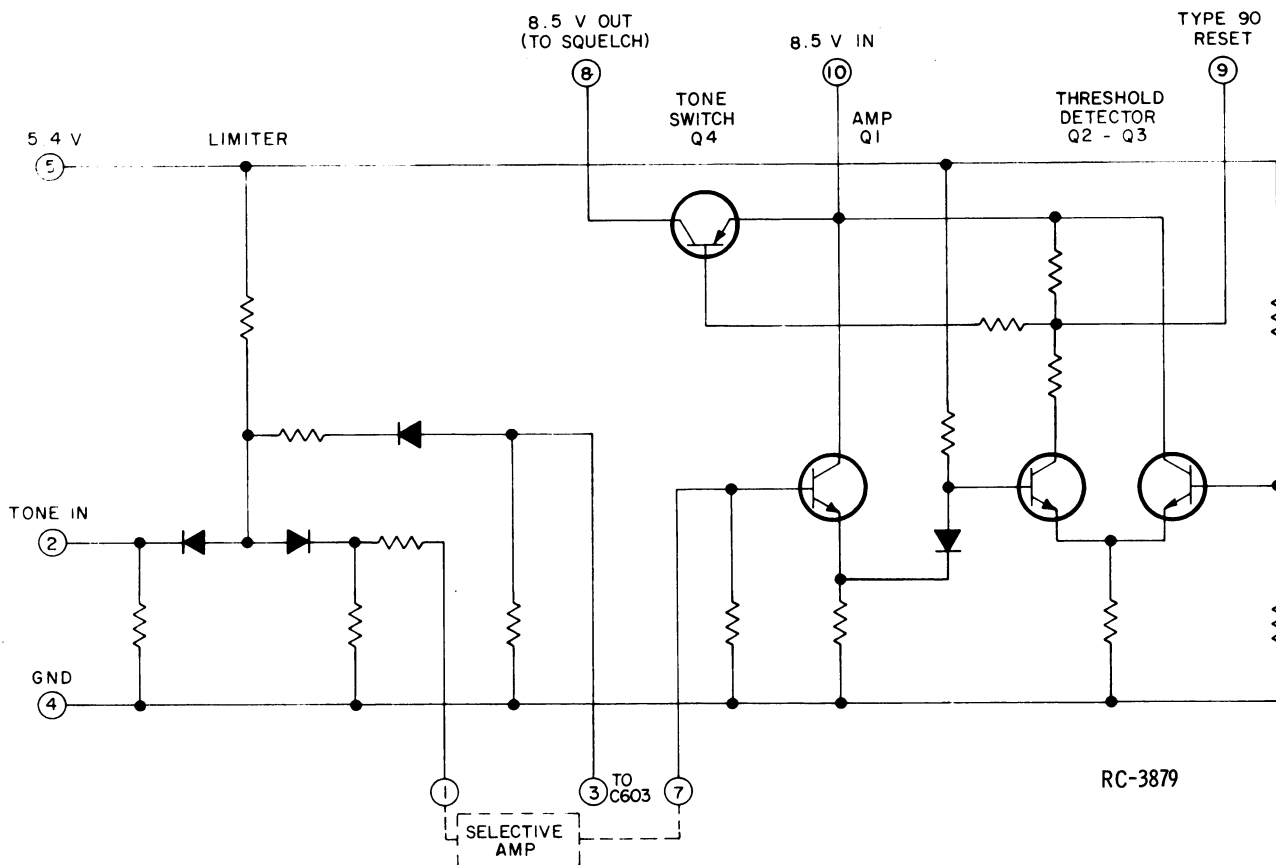 8.5 V OUT
(TO SQUELCH)
8
8.5 V IN
10
TYPE 90
RESET
9
TONE
SWITCH
Q4
AMP
Q1
THRESHOLD
DETECTOR
Q2 - Q3
5.4 V
5
LIMITER
TONE IN
2
GND
4
1
3
TO
C603
7
SELECTIVE
AMP
RC-3879